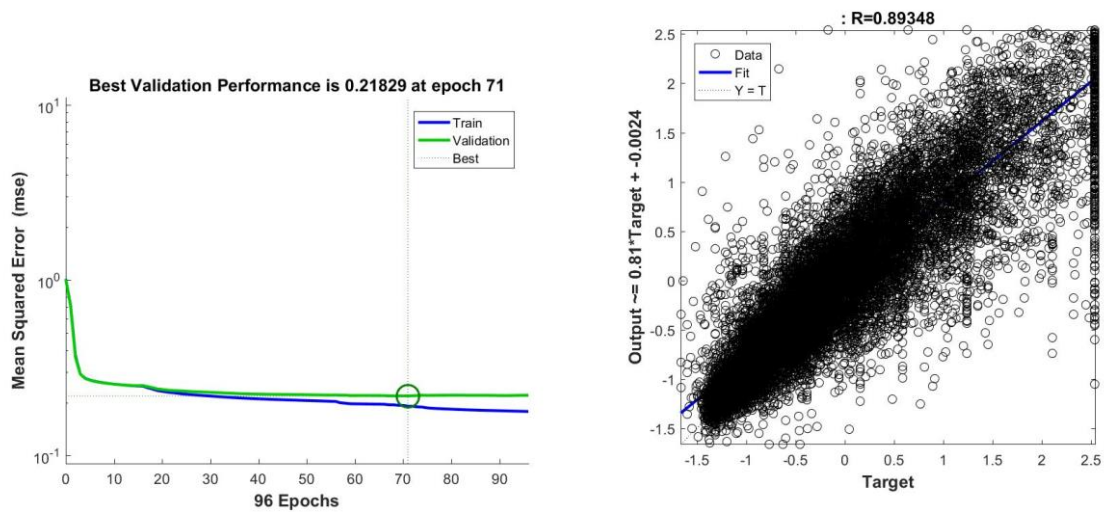 Best Validation Performance is 0.21829 at epoch 71
Mean Squared Error (mse)
10^1
10^0
10^-1
Train
Validation
Best
0 10 20 30 40 50 60 70 80 90
96 Epochs
: R=0.89348
Output ~= 0.81*Target + -0.0024
2.5
2
1.5
1
0.5
0
-0.5
-1
-1.5
Data
Fit
Y = T
-1.5 -1 -0.5 0 0.5 1 1.5 2 2.5
Target